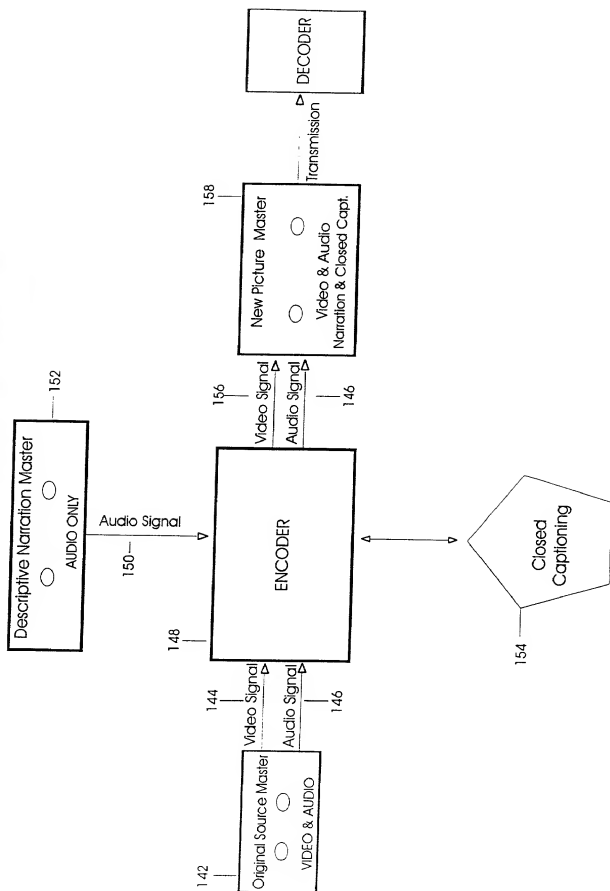 152
Descriptive Narration Master
AUDIO ONLY
Audio Signal
150
142
Original Source Master
VIDEO & AUDIO
144
Video Signal
Audio Signal
146
148
ENCODER
156
Video Signal
Audio Signal
146
158
New Picture Master
Video & Audio
Narration & Closed Capt.
Transmission
DECODER
Closed
Captioning
154